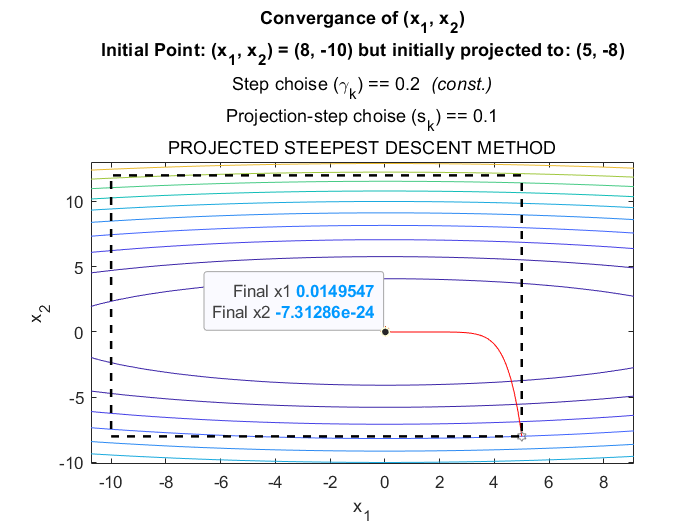 Convergance of (x₁, x₂)
Initial Point: (x₁, x₂) = (8, -10) but initially projected to: (5, -8)
Step choise (γₖ) == 0.2 (const.)
Projection-step choise (sₖ) == 0.1
PROJECTED STEEPEST DESCENT METHOD
10
5
Final x1 0.0149547
Final x2 -7.31286e-24
x₂
0
-5
-10
-10 -8 -6 -4 -2 0 2 4 6 8
x₁